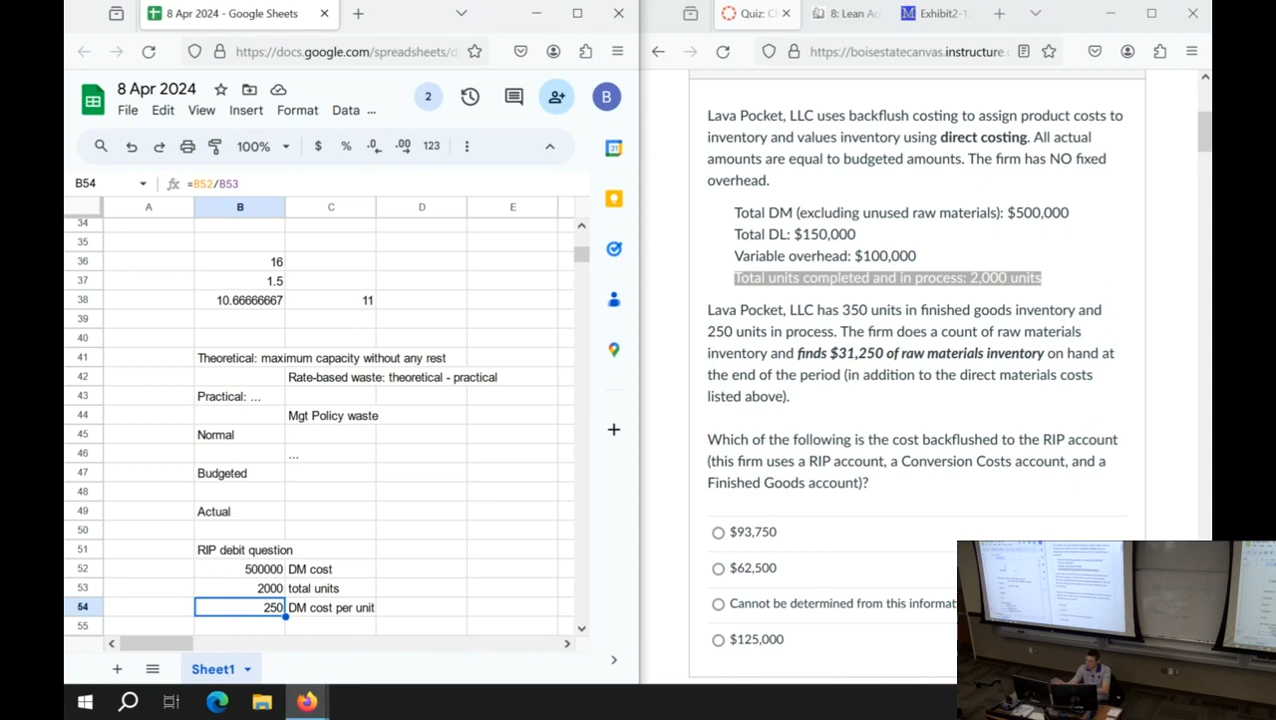 8 Apr 2024 - Google Sheets
https://docs.google.com/spreadsheets/d
8 Apr 2024
File Edit View Insert Format Data ...
2
B
100%
$ % .0 .00 123
31
B54
=B52/B53
A B C D E
34
35
36 16
37 1.5
38 10.66666667 11
39
40
41 Theoretical: maximum capacity without any rest
42 Rate-based waste: theoretical - practical
43 Practical: ...
44 Mgt Policy waste
45 Normal
46 ...
47 Budgeted
48
49 Actual
50
51 RIP debit question
52 500000 DM cost
53 2000 total units
54 250 DM cost per unit
55
Sheet1
Quiz: C
8: Lean Ac
Exhibit2-1.
https://boisestatecanvas.instructure.
Lava Pocket, LLC uses backflush costing to assign product costs to
inventory and values inventory using direct costing. All actual
amounts are equal to budgeted amounts. The firm has NO fixed
overhead.
Total DM (excluding unused raw materials): $500,000
Total DL: $150,000
Variable overhead: $100,000
Total units completed and in process: 2,000 units
Lava Pocket, LLC has 350 units in finished goods inventory and
250 units in process. The firm does a count of raw materials
inventory and finds $31,250 of raw materials inventory on hand at
the end of the period (in addition to the direct materials costs
listed above).
Which of the following is the cost backflushed to the RIP account
(this firm uses a RIP account, a Conversion Costs account, and a
Finished Goods account)?
$93,750
$62,500
Cannot be determined from this informat
$125,000